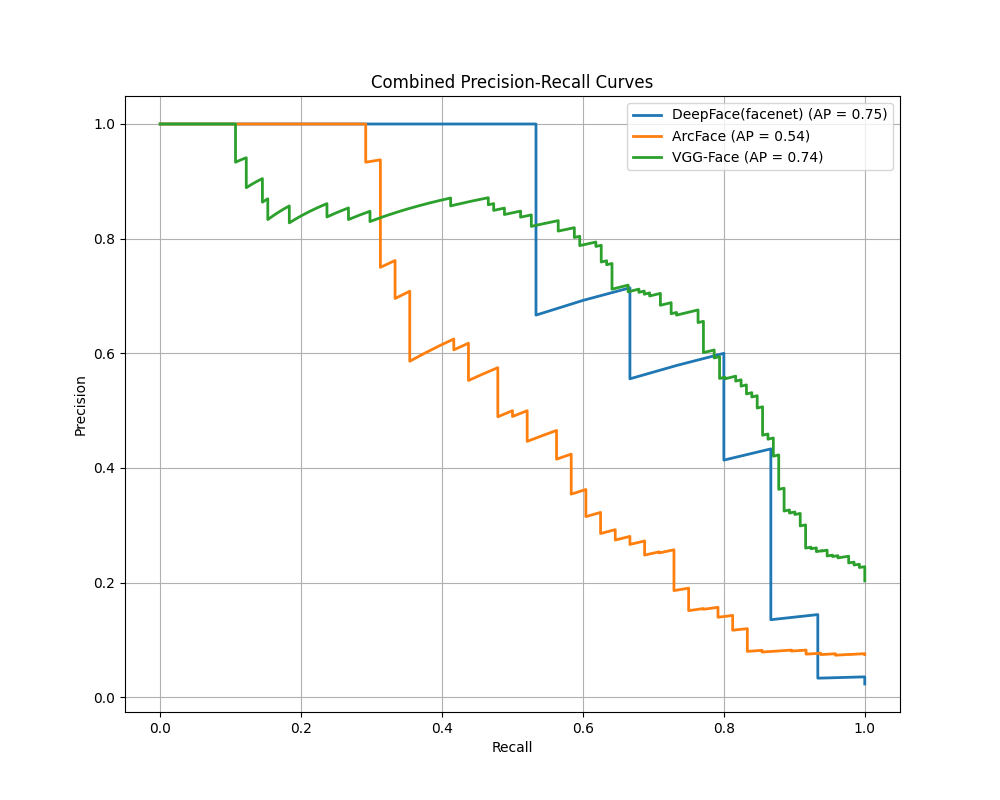 Combined Precision-Recall Curves
DeepFace(facenet) (AP = 0.75)
ArcFace (AP = 0.54)
VGG-Face (AP = 0.74)
1.0
0.8
0.6
0.4
0.2
0.0
Precision
0.0 0.2 0.4 0.6 0.8 1.0
Recall